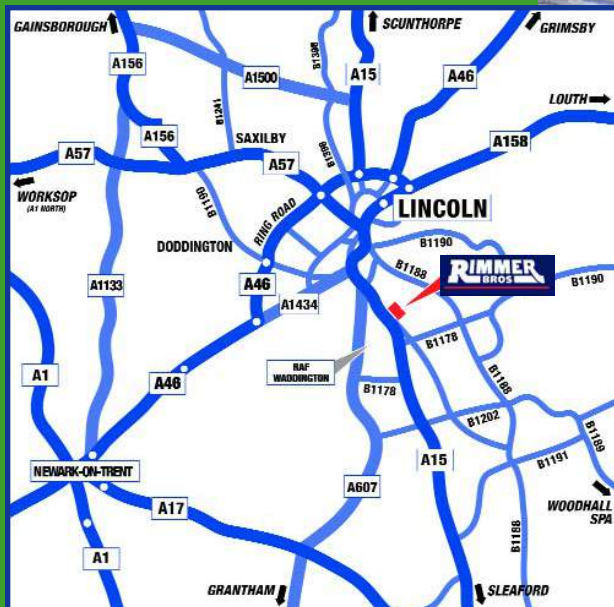 GAINSBOROUGH
SCUNTHORPE
GRIMSBY
A156
A1500
B1241
B1398
A15
A46
LOUTH
A156
SAXILBY
B1398
A158
A57
A57
WORKSOP
(A1 NORTH)
B1190
RING ROAD
LINCOLN
DODDINGTON
B1190
B1188
RIMMER
BROS
B1190
A1133
A46
A1434
A1
A46
RAF
WADDINGTON
B1178
B1178
B1188
B1202
B1189
B1191
A15
NEWARK-ON-TRENT
A607
A17
WOODHALL
SPA
B1188
A1
GRANTHAM
SLEAFORD